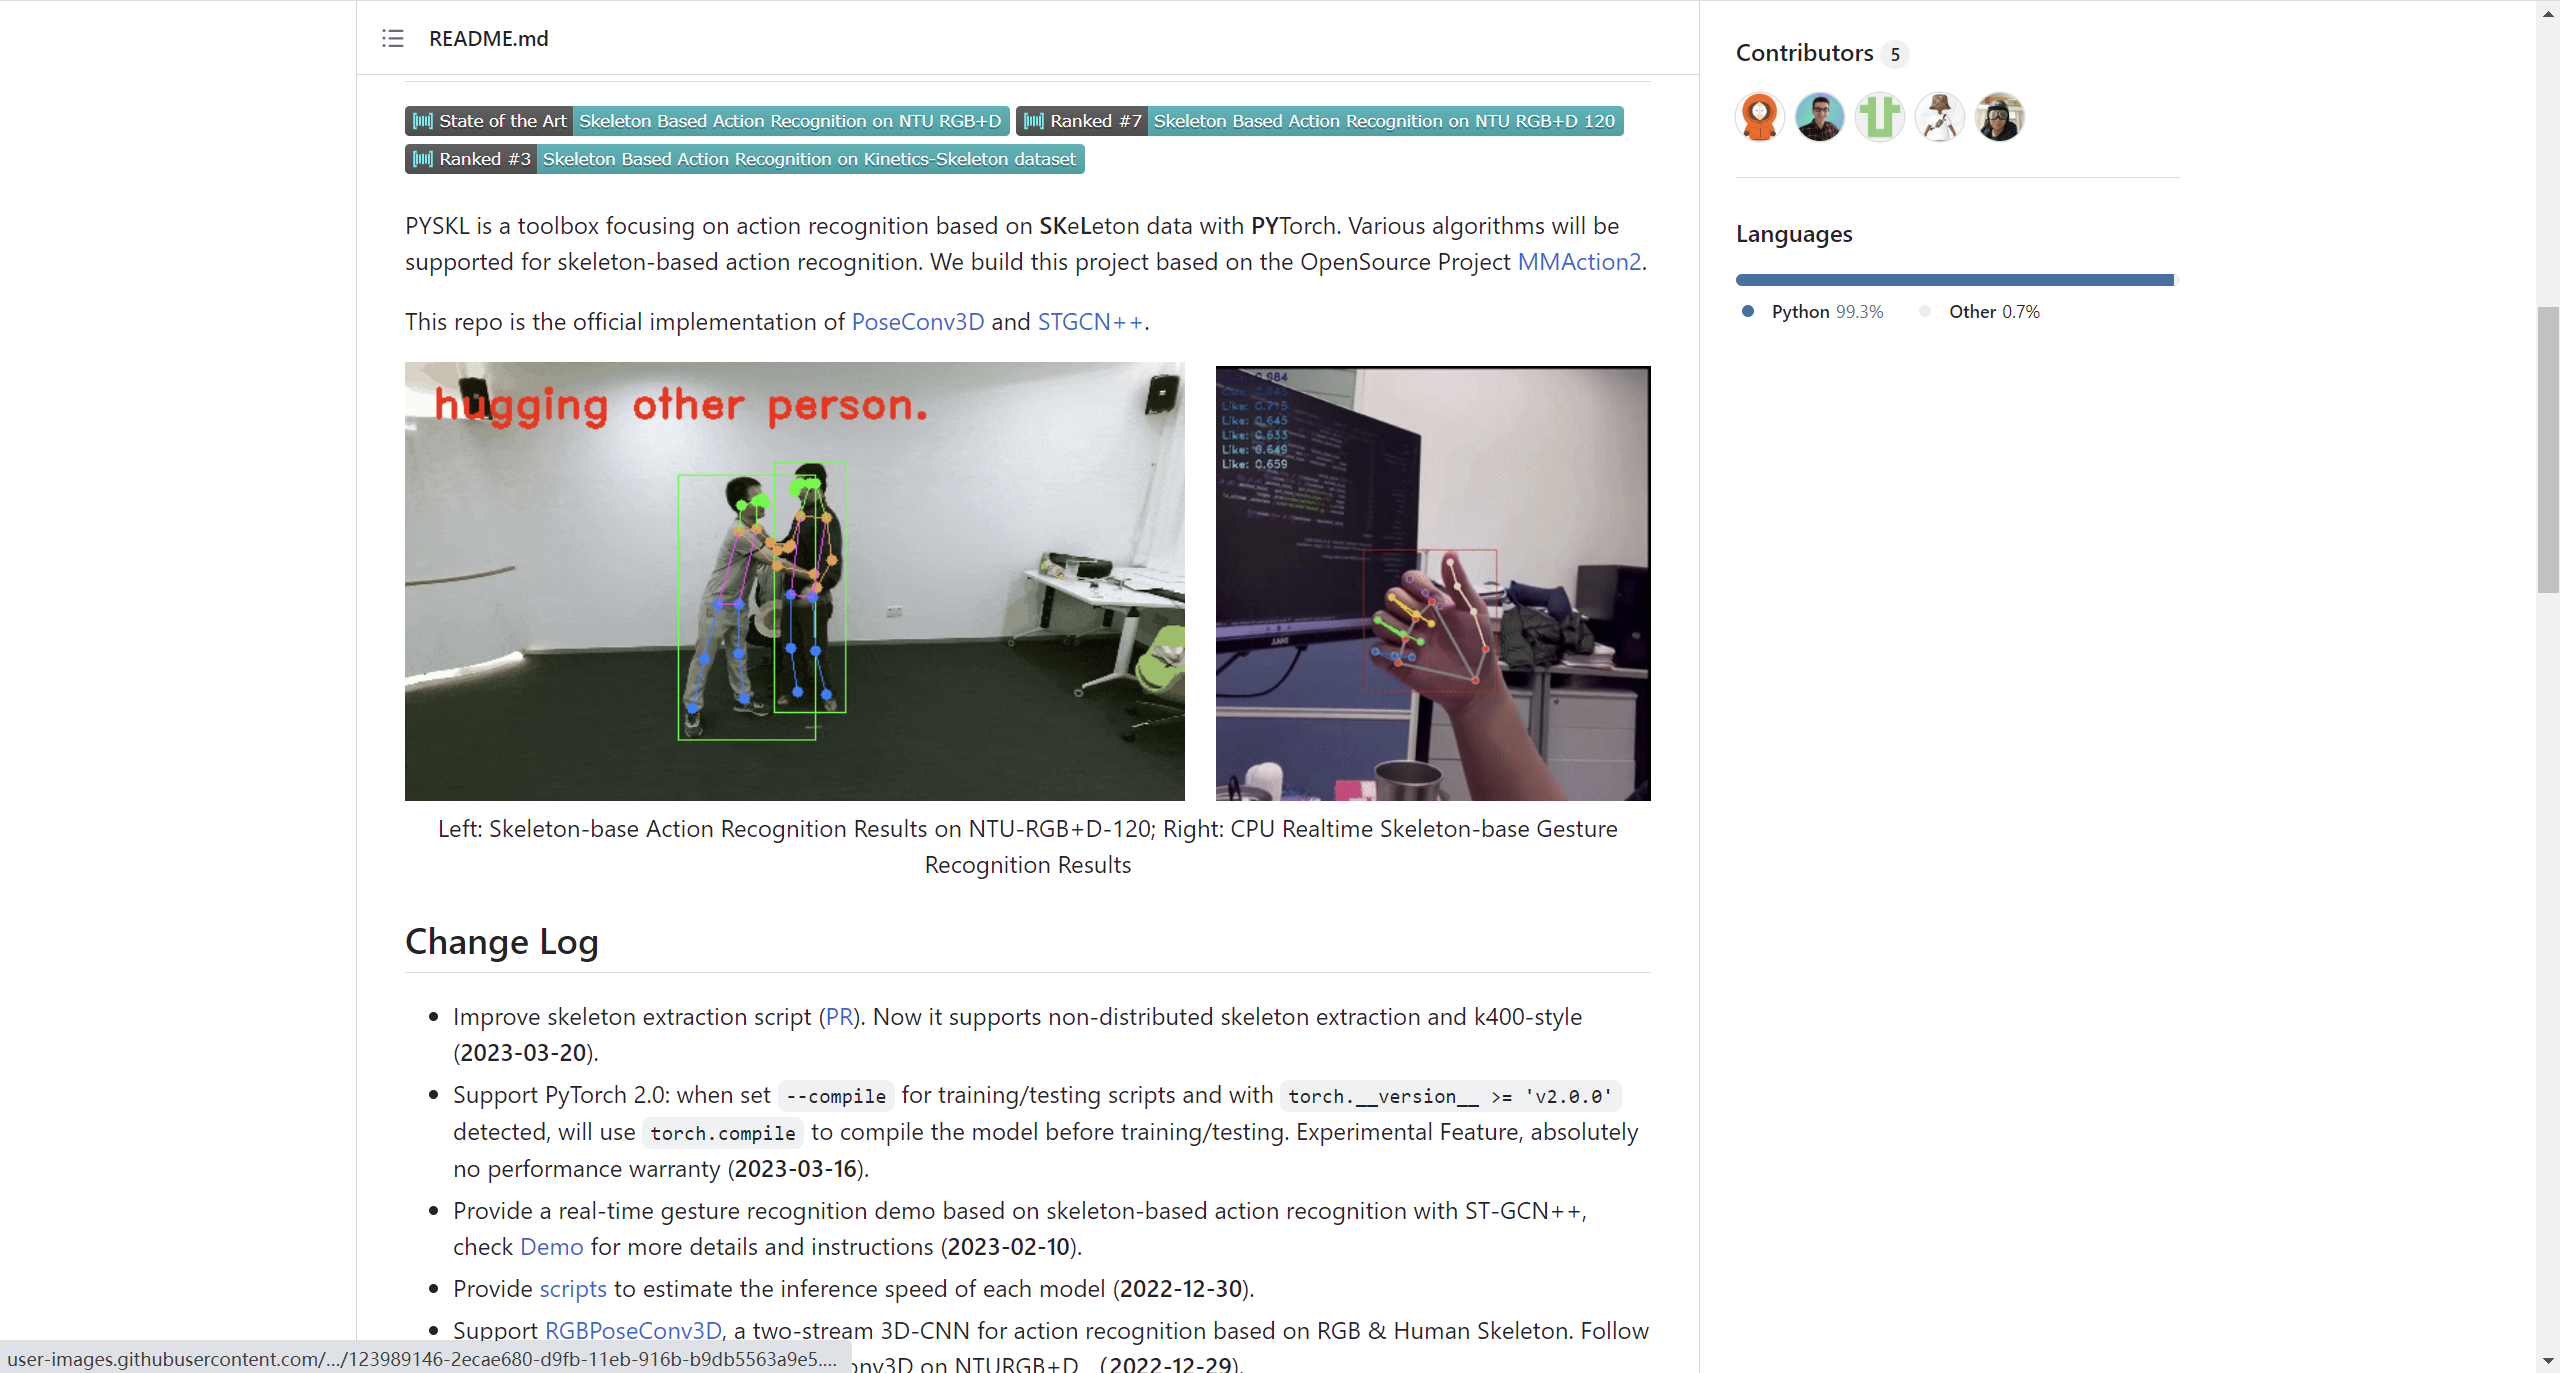 README.md
State of the Art Skeleton Based Action Recognition on NTU RGB+D Ranked #7 Skeleton Based Action Recognition on NTU RGB+D 120
Ranked #3 Skeleton Based Action Recognition on Kinetics-Skeleton dataset
PYSKL is a toolbox focusing on action recognition based on SKeLeton data with PYTorch. Various algorithms will be
supported for skeleton-based action recognition. We build this project based on the OpenSource Project MMAction2.
This repo is the official implementation of PoseConv3D and STGCN++.
hugging other person.
0.984
Like: 0.715
Like: 0.645
Like: 0.633
Like: 0.649
Like: 0.659
Left: Skeleton-base Action Recognition Results on NTU-RGB+D-120; Right: CPU Realtime Skeleton-base Gesture
Recognition Results
Change Log
• Improve skeleton extraction script (PR). Now it supports non-distributed skeleton extraction and k400-style
(2023-03-20).
• Support PyTorch 2.0: when set --compile for training/testing scripts and with torch.__version__ >= 'v2.0.0'
detected, will use torch.compile to compile the model before training/testing. Experimental Feature, absolutely
no performance warranty (2023-03-16).
• Provide a real-time gesture recognition demo based on skeleton-based action recognition with ST-GCN++,
check Demo for more details and instructions (2023-02-10).
• Provide scripts to estimate the inference speed of each model (2022-12-30).
• Support RGBPoseConv3D, a two-stream 3D-CNN for action recognition based on RGB & Human Skeleton. Follow
onv3D on NTURGB+D (2022-12-29).
user-images.githubusercontent.com/.../123989146-2ecae680-d9fb-11eb-916b-b9db5563a9e5....
Contributors 5
Languages
Python 99.3% Other 0.7%